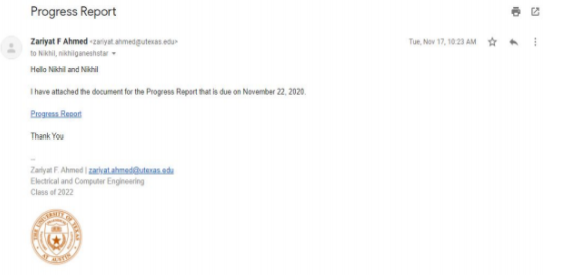 Progress Report
Zariyat F Ahmed <zariyat.ahmed@utexas.edu>
Tue, Nov 17, 10:23 AM
to Nikhil, nikhilganeshstar
Hello Nikhil and Nikhil
I have attached the document for the Progress Report that is due on November 22, 2020.
Progress Report
Thank You
--
Zariyat F. Ahmed | zariyat.ahmed@utexas.edu
Electrical and Computer Engineering
Class of 2022
THE UNIVERSITY OF TEXAS
AT AUSTIN